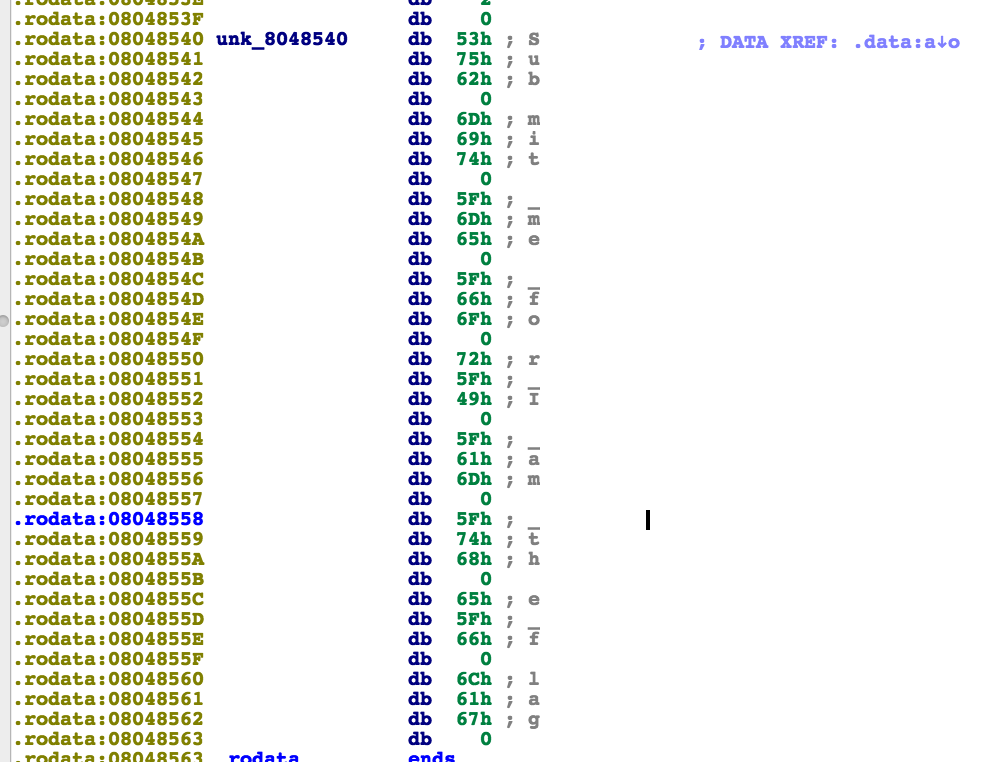 .rodata:0804853E db 2
.rodata:0804853F db 0
.rodata:08048540 unk_8048540 db 53h ; S ; DATA XREF: .data:a↓o
.rodata:08048541 db 75h ; u
.rodata:08048542 db 62h ; b
.rodata:08048543 db 0
.rodata:08048544 db 6Dh ; m
.rodata:08048545 db 69h ; i
.rodata:08048546 db 74h ; t
.rodata:08048547 db 0
.rodata:08048548 db 5Fh ; _
.rodata:08048549 db 6Dh ; m
.rodata:0804854A db 65h ; e
.rodata:0804854B db 0
.rodata:0804854C db 5Fh ; _
.rodata:0804854D db 66h ; f
.rodata:0804854E db 6Fh ; o
.rodata:0804854F db 0
.rodata:08048550 db 72h ; r
.rodata:08048551 db 5Fh ; _
.rodata:08048552 db 49h ; I
.rodata:08048553 db 0
.rodata:08048554 db 5Fh ; _
.rodata:08048555 db 61h ; a
.rodata:08048556 db 6Dh ; m
.rodata:08048557 db 0
.rodata:08048558 db 5Fh ; _
.rodata:08048559 db 74h ; t
.rodata:0804855A db 68h ; h
.rodata:0804855B db 0
.rodata:0804855C db 65h ; e
.rodata:0804855D db 5Fh ; _
.rodata:0804855E db 66h ; f
.rodata:0804855F db 0
.rodata:08048560 db 6Ch ; l
.rodata:08048561 db 61h ; a
.rodata:08048562 db 67h ; g
.rodata:08048563 db 0
.rodata:08048563 _rodata ends